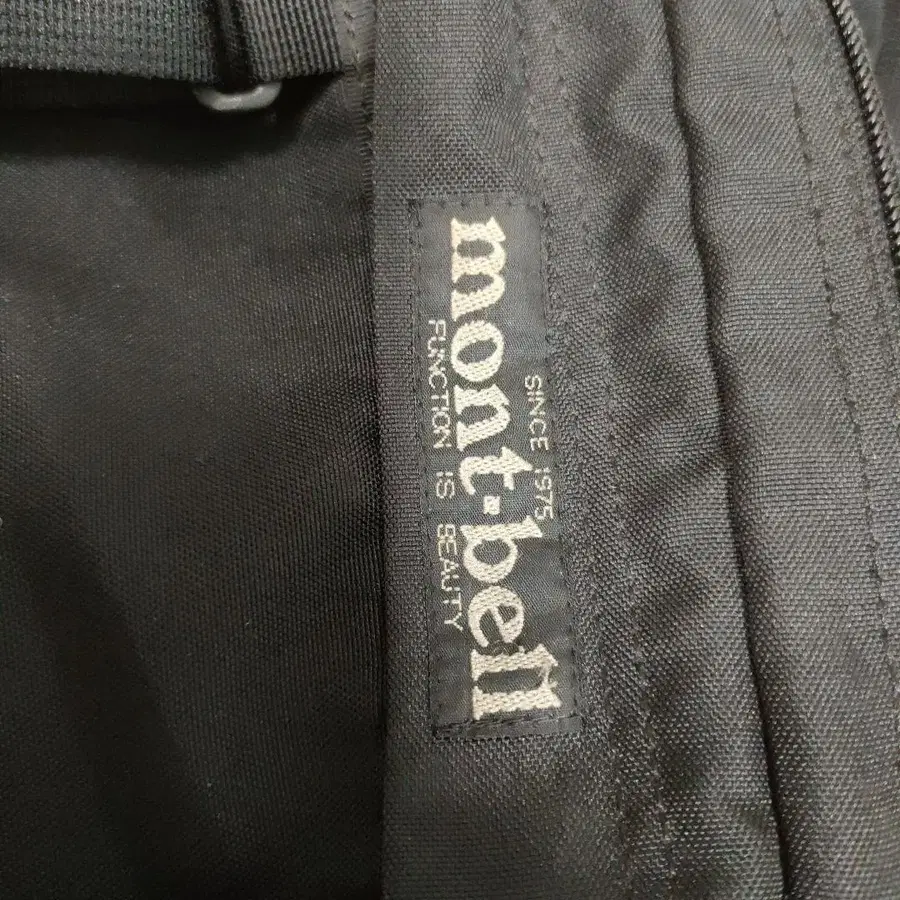 SINCE 1975
mont-bell
FUNCTION IS BEAUTY